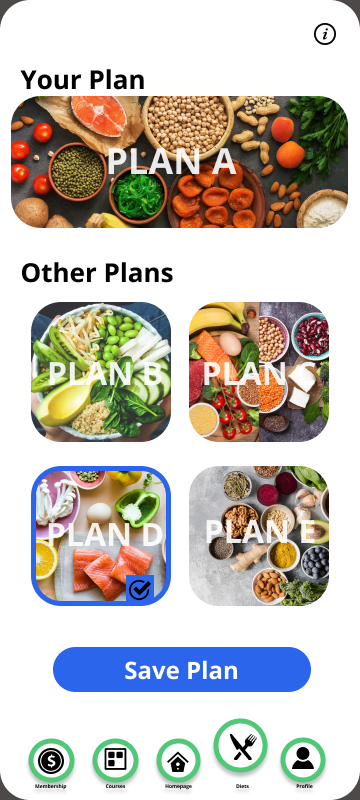 Your Plan
PLAN A
Other Plans
PLAN B
PLAN C
PLAN D
PLAN E
Save Plan
Membership
Courses
Homepage
Diets
Profile